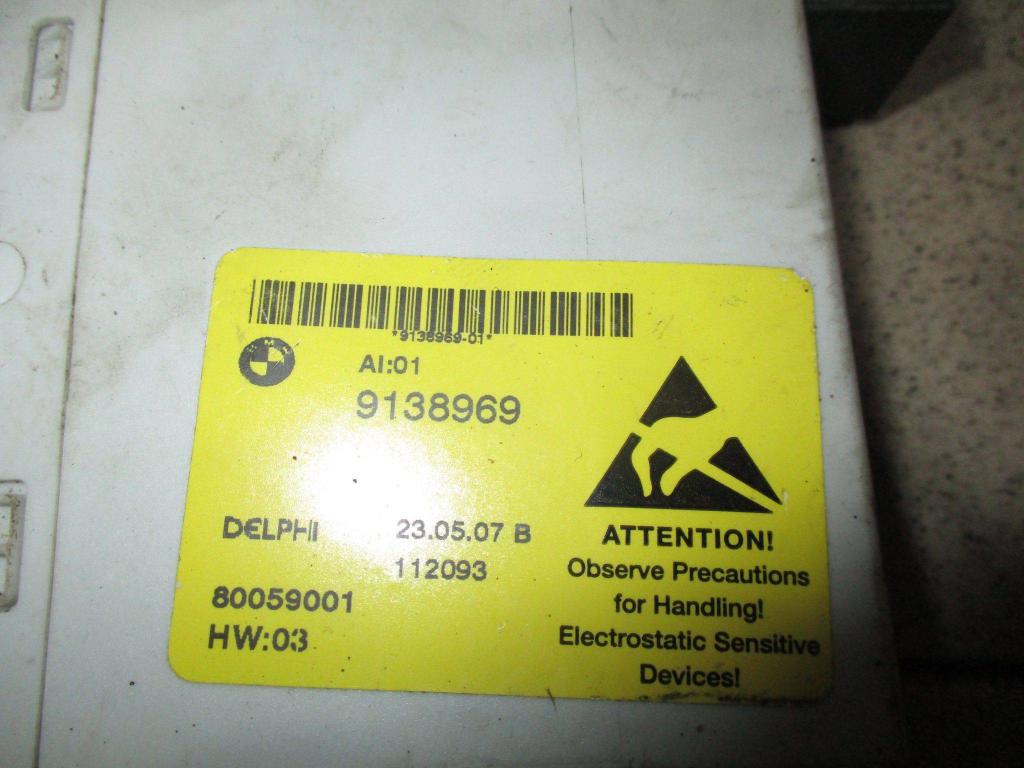 *9138969-01*
BMW
AI:01
9138969
DELPHI 23.05.07 B
112093
80059001
HW:03
ATTENTION!
Observe Precautions
for Handling!
Electrostatic Sensitive
Devices!